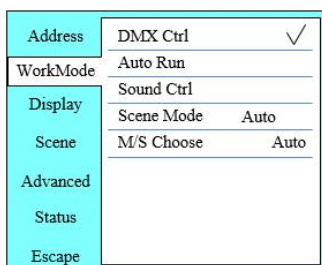 Address
WorkMode
Display
Scene
Advanced
Status
Escape
DMX Ctrl
Auto Run
Sound Ctrl
Scene Mode Auto
M/S Choose Auto